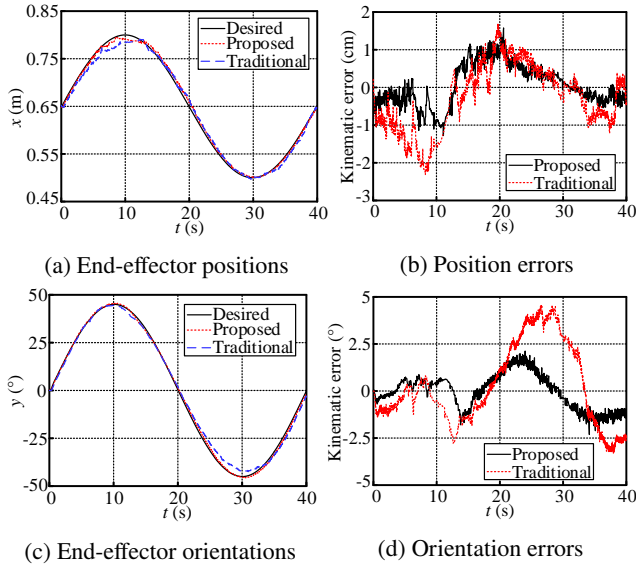 0.85
0.75
0.65
0.55
0.45
x (m)
Desired
Proposed
Traditional
0 10 20 30 40
t (s)
(a) End-effector positions
2
1
0
-1
-2
-3
Kinematic error (cm)
Proposed
Traditional
0 10 20 30 40
t (s)
(b) Position errors
50
25
0
-25
-50
y (°)
Desired
Proposed
Traditional
0 10 20 30 40
t (s)
(c) End-effector orientations
5
2.5
0
-2.5
5
Kinematic error (°)
Proposed
Traditional
0 10 20 30 40
t (s)
(d) Orientation errors